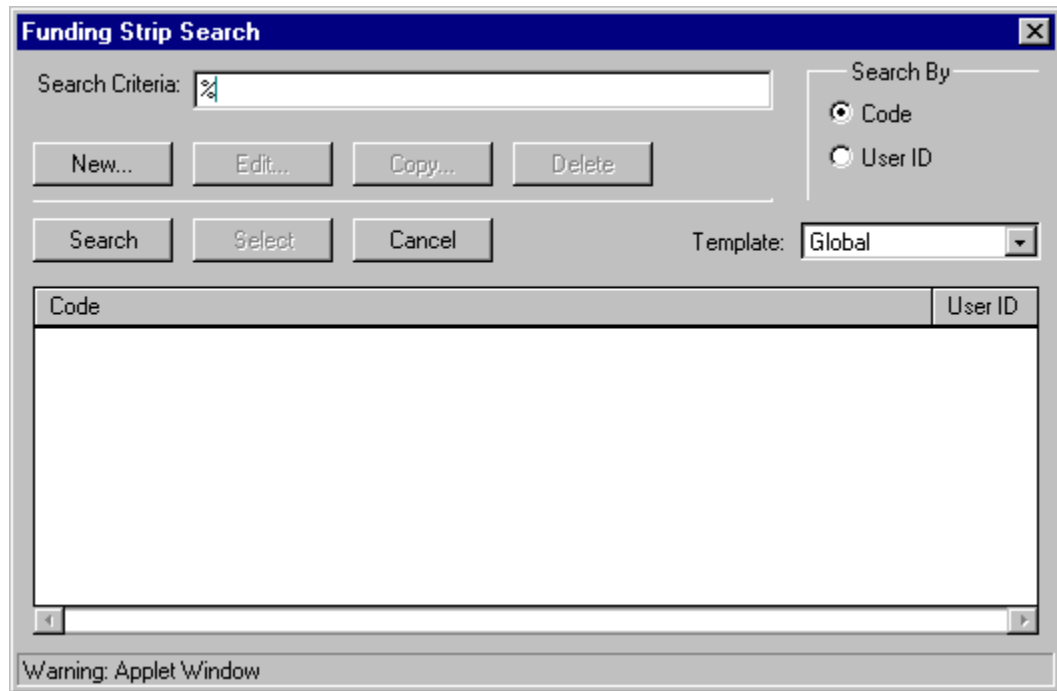 Funding Strip Search
Search Criteria: %
Search By
Code
User ID
New... Edit... Copy... Delete
Search Select Cancel
Template: Global
Code User ID
Warning: Applet Window